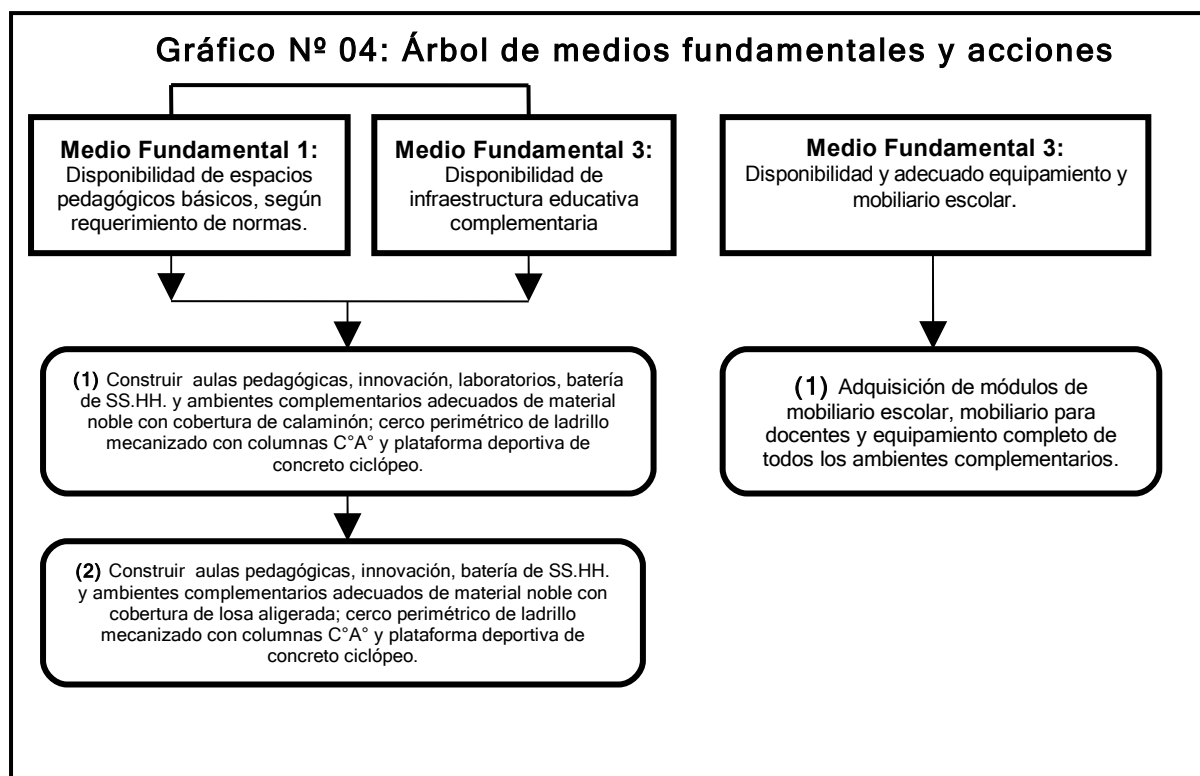 Gráfico Nº 04: Árbol de medios fundamentales y acciones
Medio Fundamental 1:
Disponibilidad de espacios
pedagógicos básicos, según
requerimiento de normas.
Medio Fundamental 3:
Disponibilidad de
infraestructura educativa
complementaria
Medio Fundamental 3:
Disponibilidad y adecuado equipamiento y
mobiliario escolar.
(1) Construir aulas pedagógicas, innovación, laboratorios, batería
de SS.HH. y ambientes complementarios adecuados de material
noble con cobertura de calaminón; cerco perimétrico de ladrillo
mecanizado con columnas C°A° y plataforma deportiva de
concreto ciclópeo.
(1) Adquisición de módulos de
mobiliario escolar, mobiliario para
docentes y equipamiento completo de
todos los ambientes complementarios.
(2) Construir aulas pedagógicas, innovación, batería de SS.HH.
y ambientes complementarios adecuados de material noble con
cobertura de losa aligerada; cerco perimétrico de ladrillo
mecanizado con columnas C°A° y plataforma deportiva de
concreto ciclópeo.